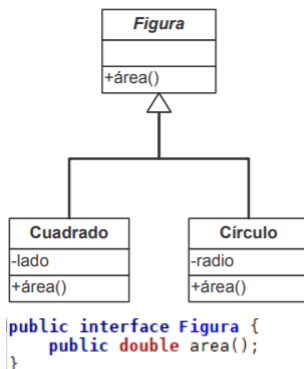 Figura
+área()
Cuadrado
-lado
+área()
Círculo
-radio
+área()
public interface Figura {
    public double area();
}